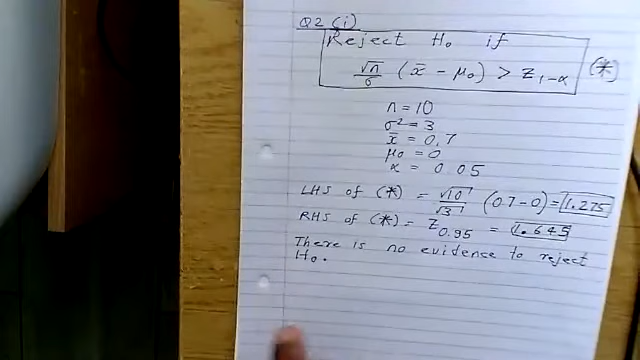 Q2 (i)
Reject H₀ if
√n/σ (x̄ - μ₀) > z₁₋α (*)
n = 10
σ² = 3
x̄ = 0.7
μ₀ = 0
α = 0.05
LHS of (*) = √10/√3 (0.7-0) = 1.275
RHS of (*) = z₀.₉₅ = 1.645
There is no evidense to reject
H₀.